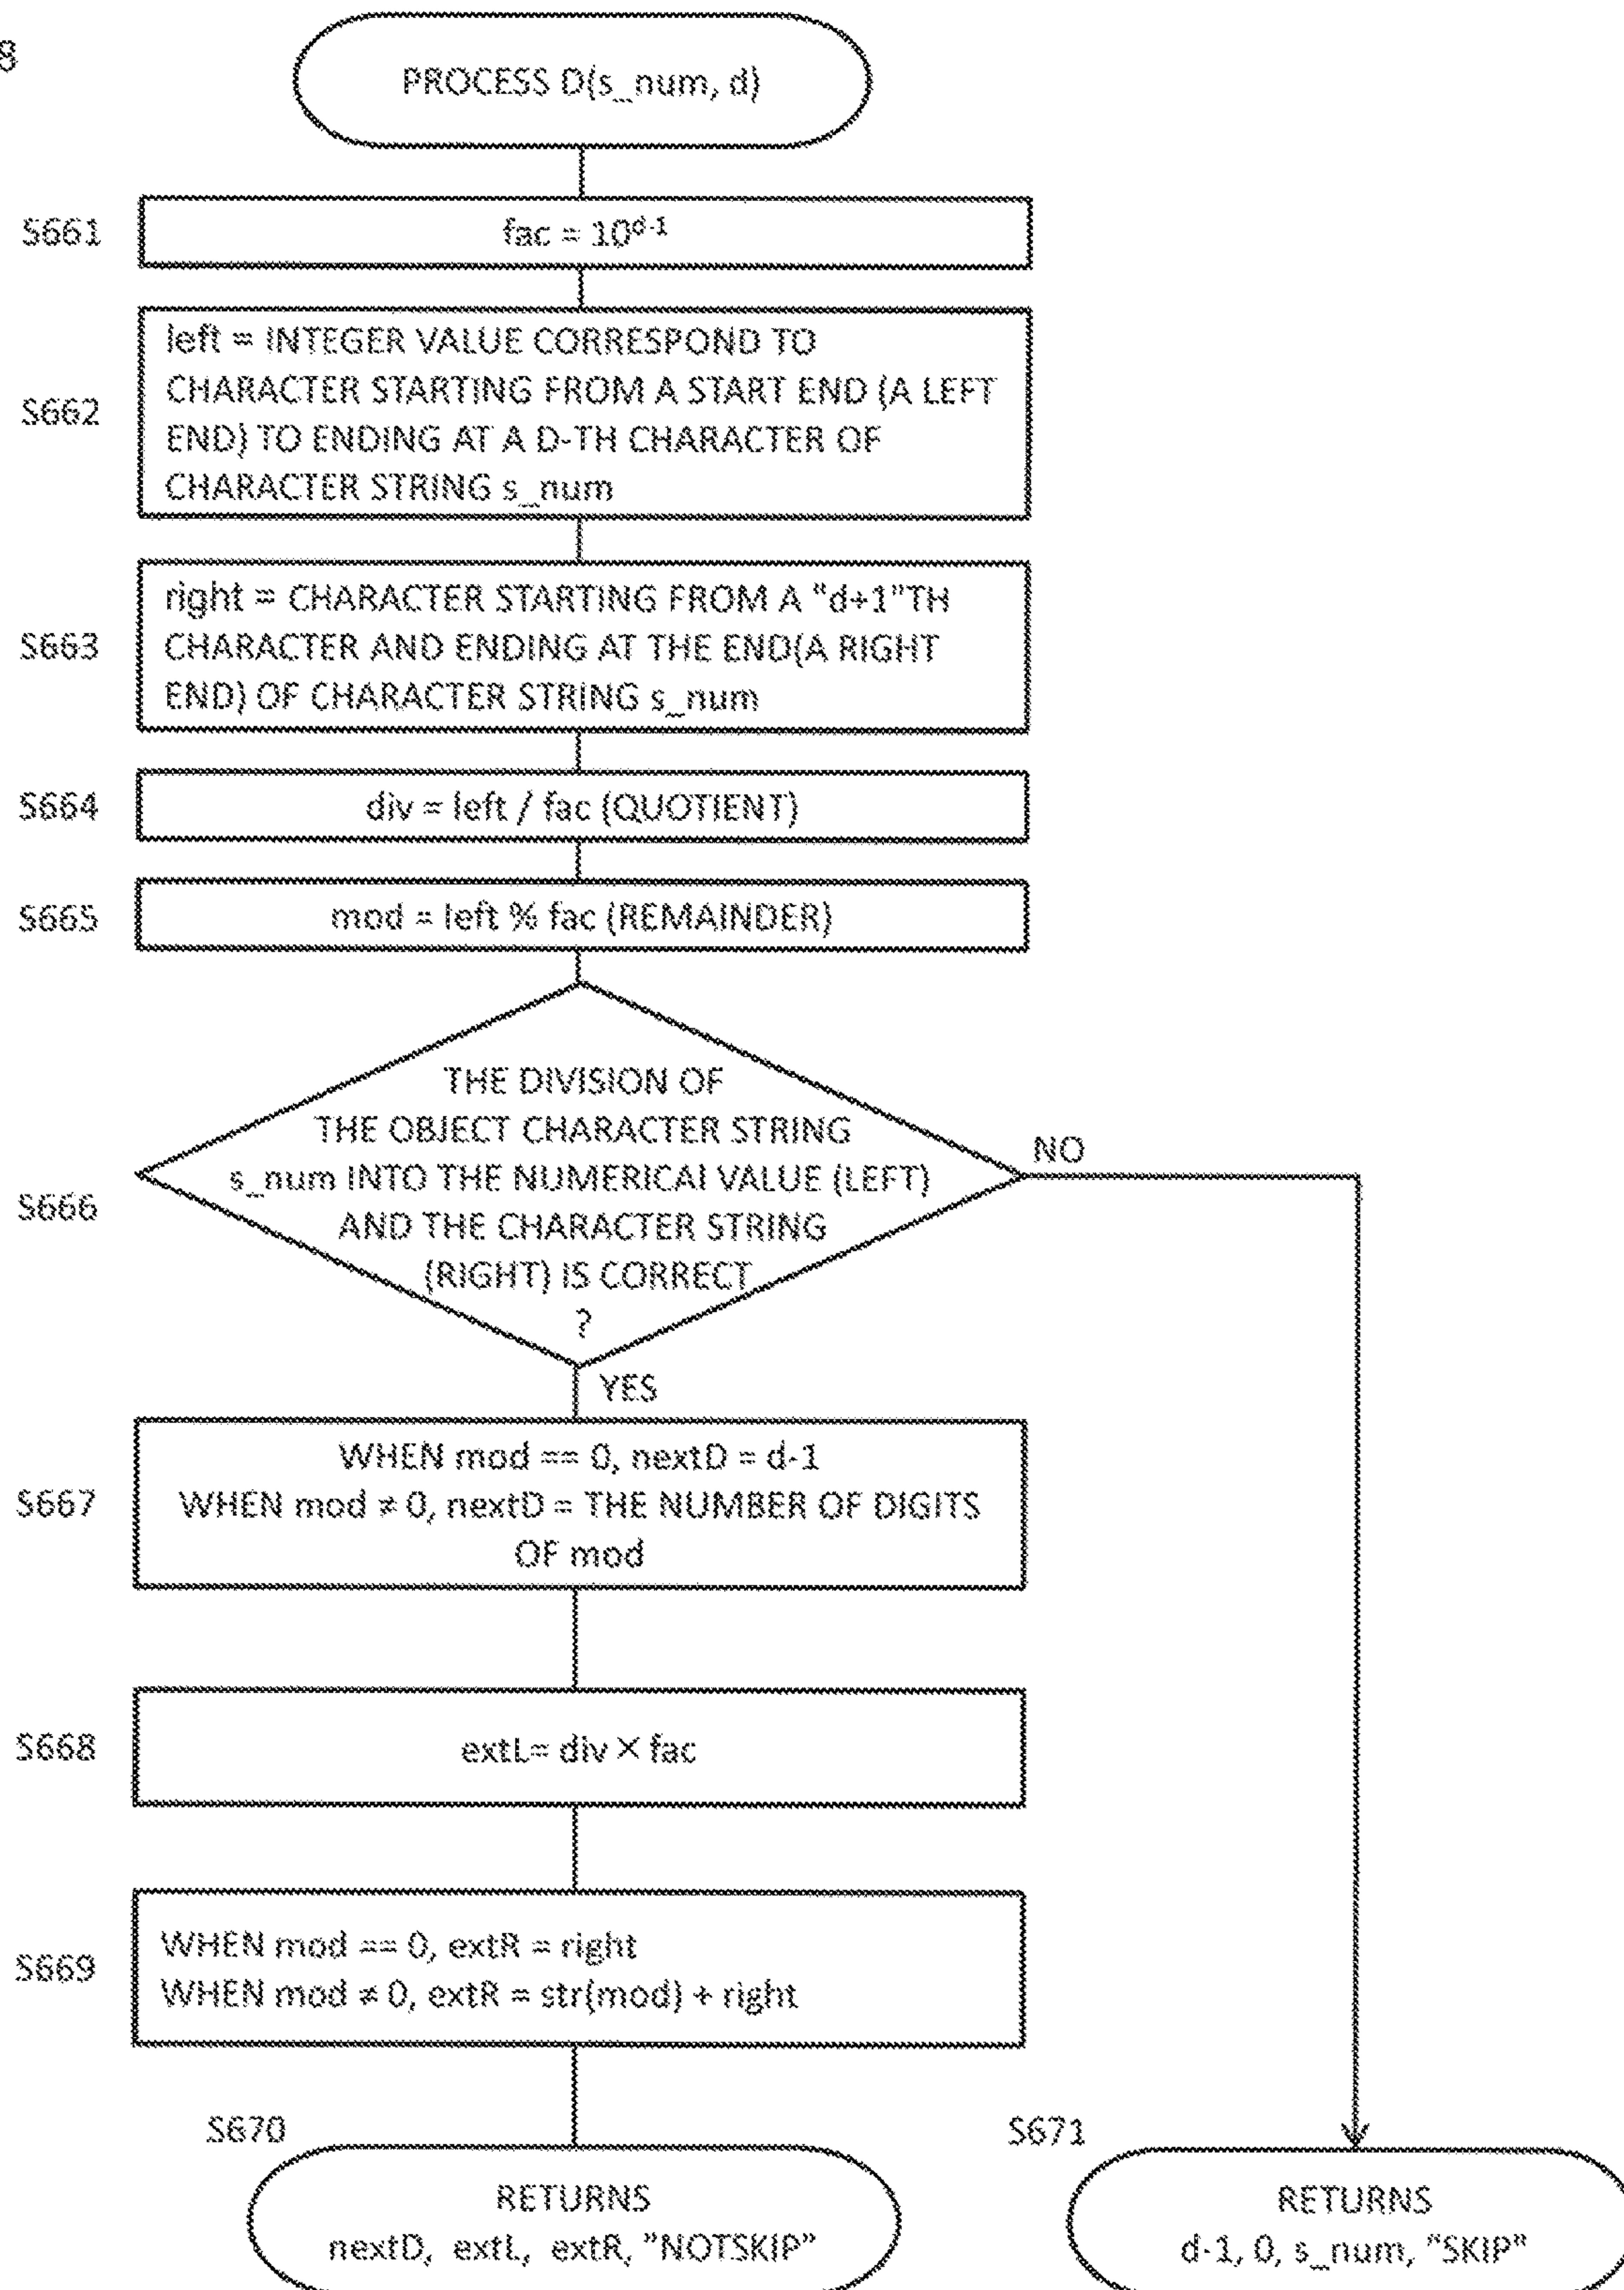 8
PROCESS D(s_num, d)
S661
fac = 10^d-1
S662
left = INTEGER VALUE CORRESPOND TO
CHARACTER STARTING FROM A START END (A LEFT
END) TO ENDING AT A D-TH CHARACTER OF
CHARACTER STRING s_num
S663
right = CHARACTER STARTING FROM A "d+1"TH
CHARACTER AND ENDING AT THE END(A RIGHT
END) OF CHARACTER STRING s_num
S664
div = left / fac (QUOTIENT)
S665
mod = left % fac (REMAINDER)
S666
THE DIVISION OF
THE OBJECT CHARACTER STRING
s_num INTO THE NUMERICAl VALUE (LEFT)
AND THE CHARACTER STRING
(RIGHT) IS CORRECT
?
NO
YES
S667
WHEN mod == 0, nextD = d-1
WHEN mod ≠ 0, nextD = THE NUMBER OF DIGITS
OF mod
S668
extL= div × fac
S669
WHEN mod == 0, extR = right
WHEN mod ≠ 0, extR = str(mod) + right
S670
RETURNS
nextD, extL, extR, "NOTSKIP"
S671
RETURNS
d-1, 0, s_num, "SKIP"